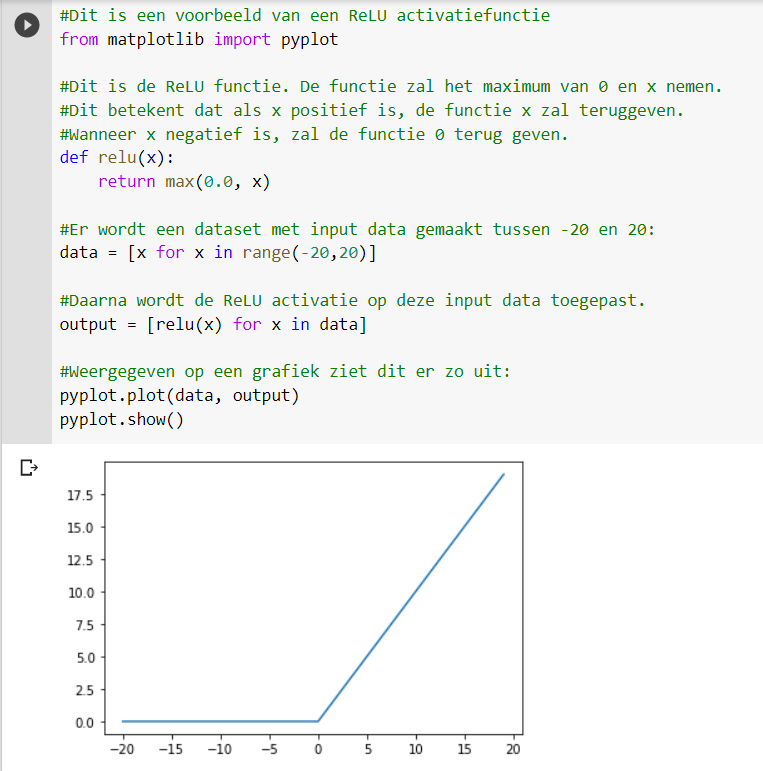 #Dit is een voorbeeld van een ReLU activatiefunctie
from matplotlib import pyplot
#Dit is de ReLU functie. De functie zal het maximum van 0 en x nemen.
#Dit betekent dat als x positief is, de functie x zal teruggeven.
#Wanneer x negatief is, zal de functie 0 terug geven.
def relu(x):
    return max(0.0, x)
#Er wordt een dataset met input data gemaakt tussen -20 en 20:
data = [x for x in range(-20,20)]
#Daarna wordt de ReLU activatie op deze input data toegepast.
output = [relu(x) for x in data]
#Weergegeven op een grafiek ziet dit er zo uit:
pyplot.plot(data, output)
pyplot.show()
17.5
15.0
12.5
10.0
7.5
5.0
2.5
0.0
−20 −15 −10 −5 0 5 10 15 20